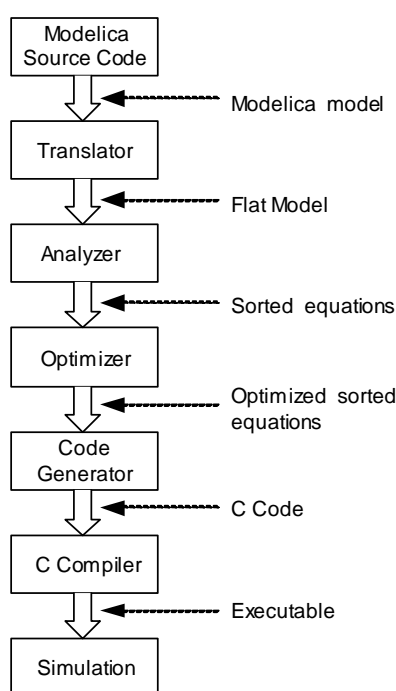 Modelica
Source Code
Modelica model
Translator
Flat Model
Analyzer
Sorted equations
Optimizer
Optimized sorted
equations
Code
Generator
C Code
C Compiler
Executable
Simulation